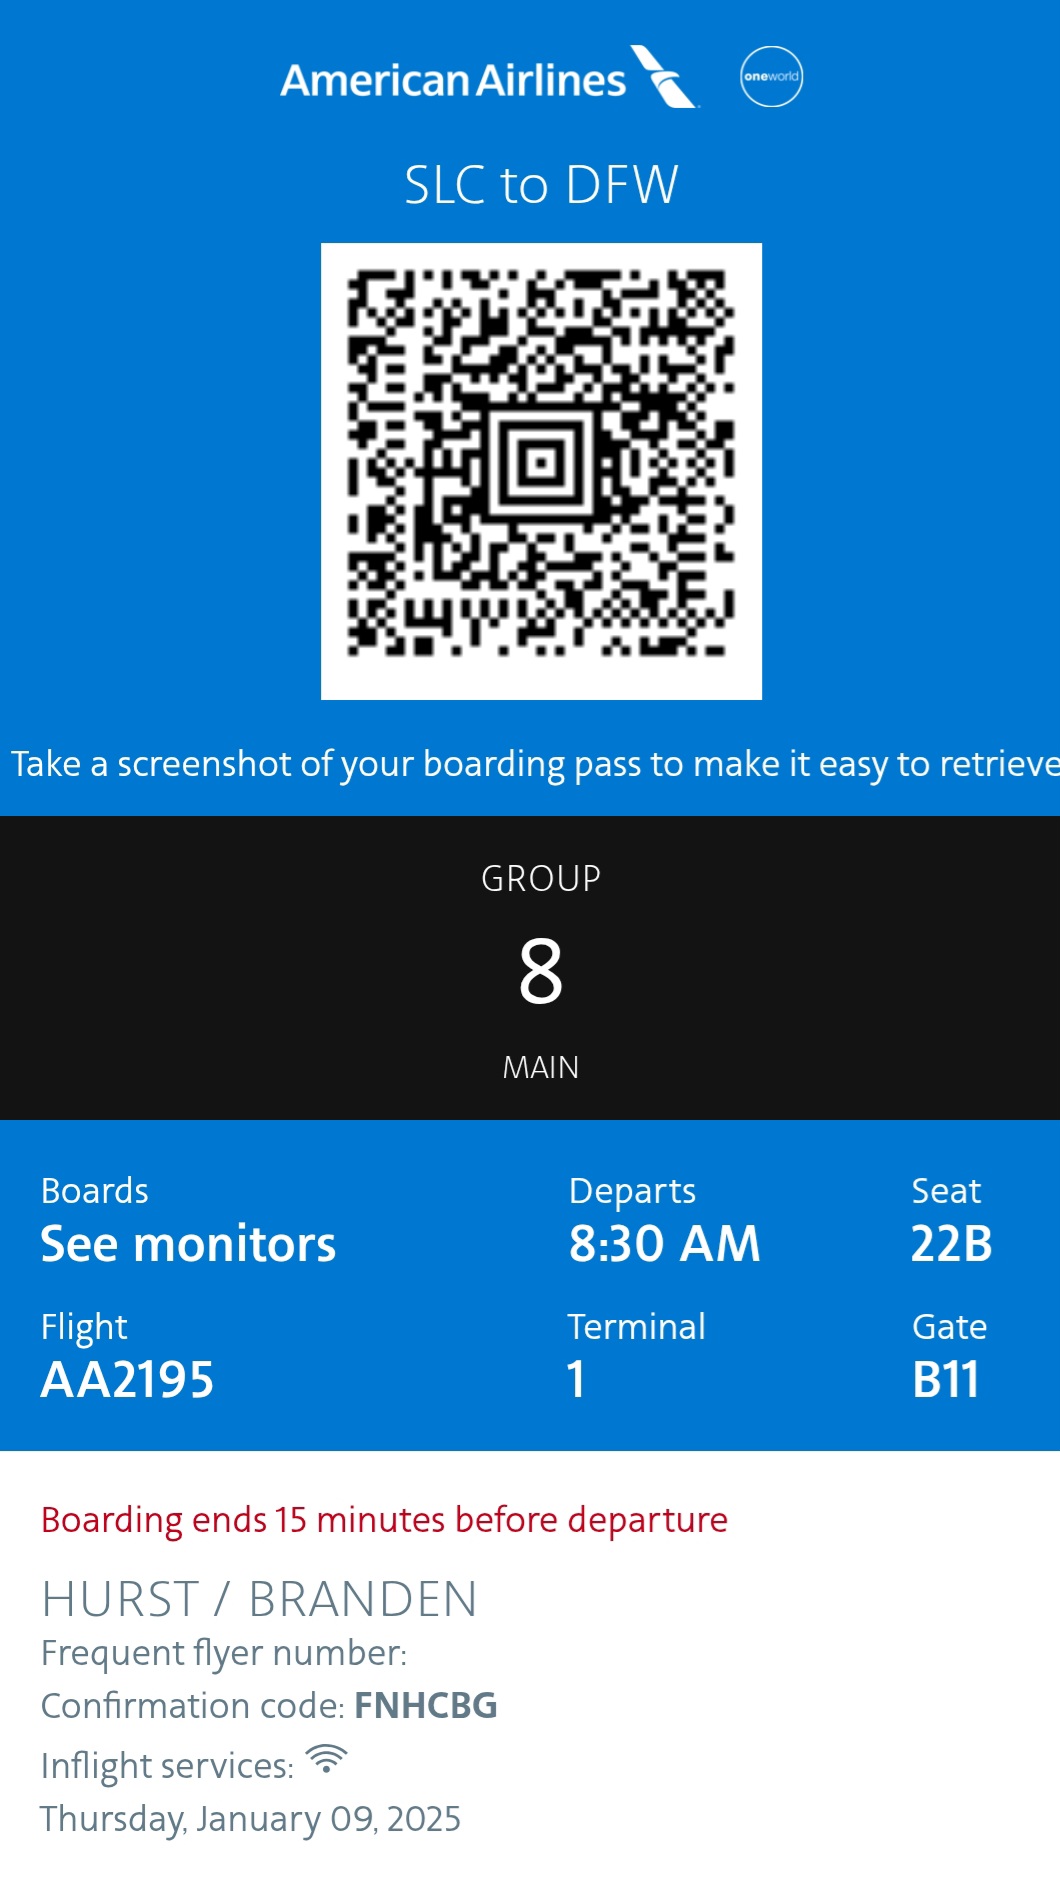 American Airlines oneworld
SLC to DFW
Take a screenshot of your boarding pass to make it easy to retrieve
GROUP
8
MAIN
Boards Departs Seat
See monitors 8:30 AM 22B
Flight Terminal Gate
AA2195 1 B11
Boarding ends 15 minutes before departure
HURST / BRANDEN
Frequent flyer number:
Confirmation code: FNHCBG
Inflight services:
Thursday, January 09, 2025